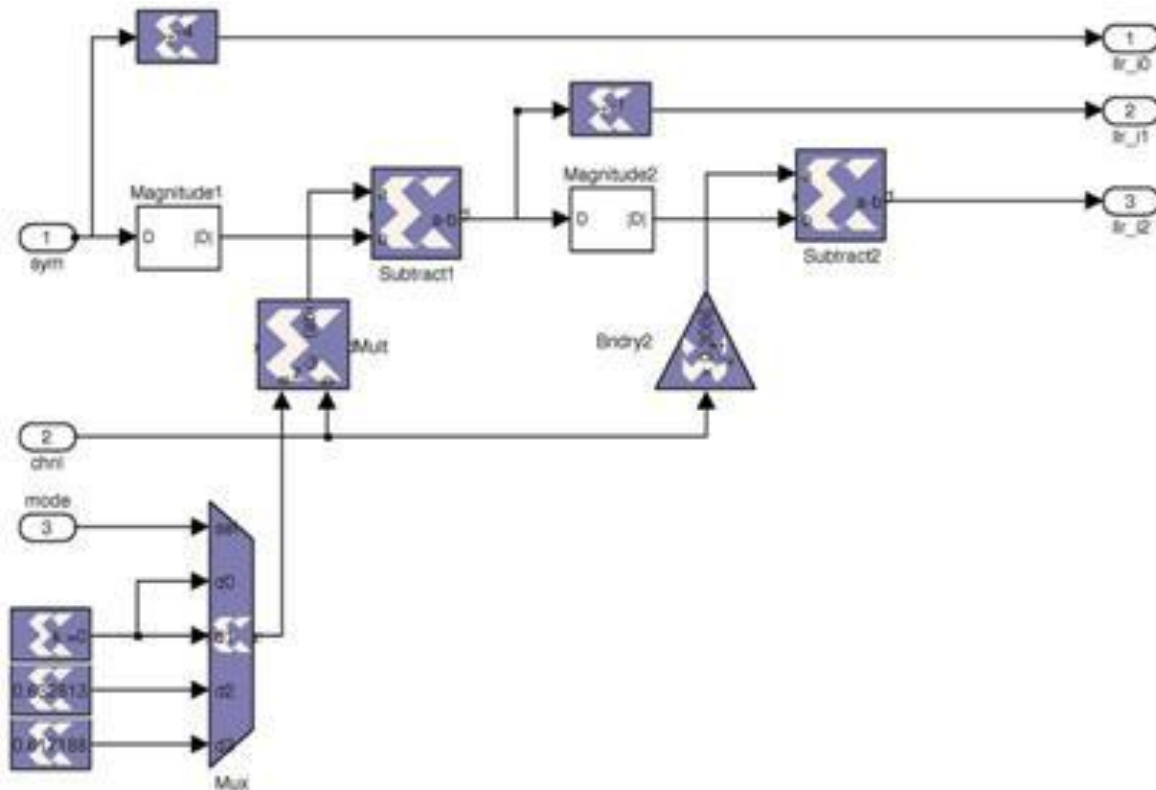 1
llr_i0
2
llr_i1
Magnitude1
Magnitude2
a
a
D
|D|
a-b
D
|D|
a-b
3
llr_i2
1
sym
Subtract1
Subtract2
Mult
Bndry2
2
chnl
mode
3
sel
d0
d2
d3
Mux